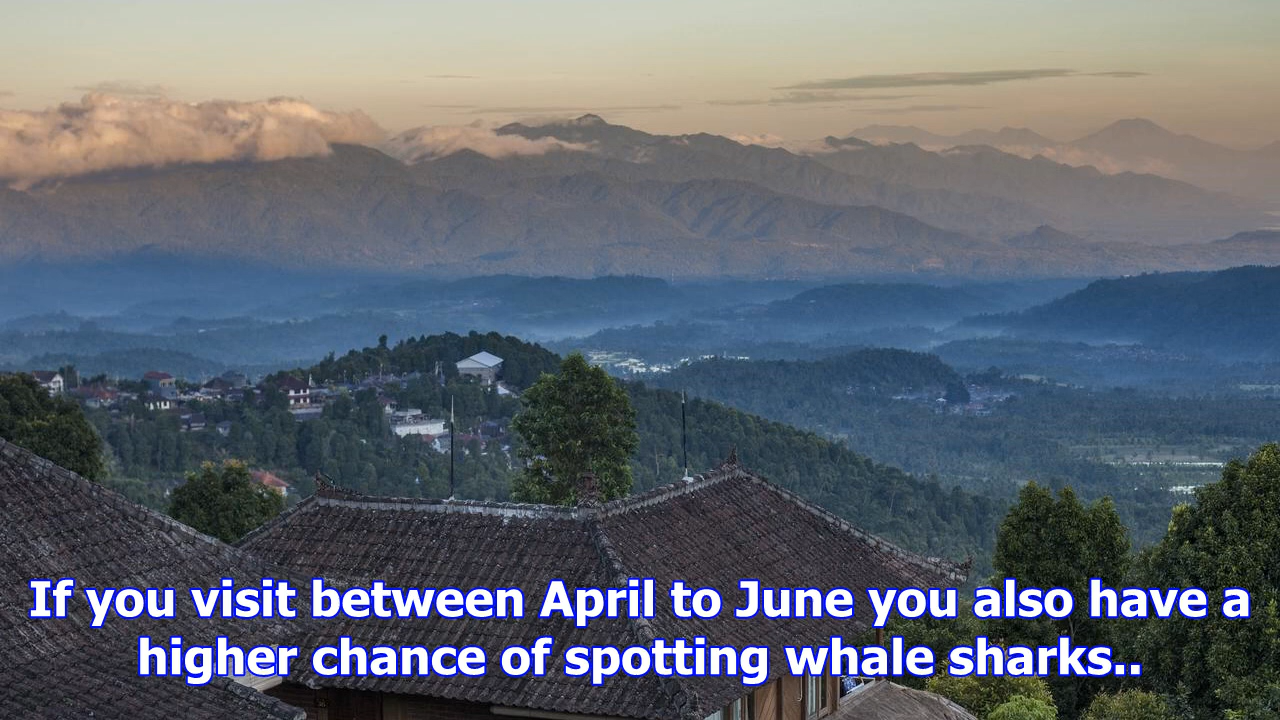 If you visit between April to June you also have a
higher chance of spotting whale sharks..